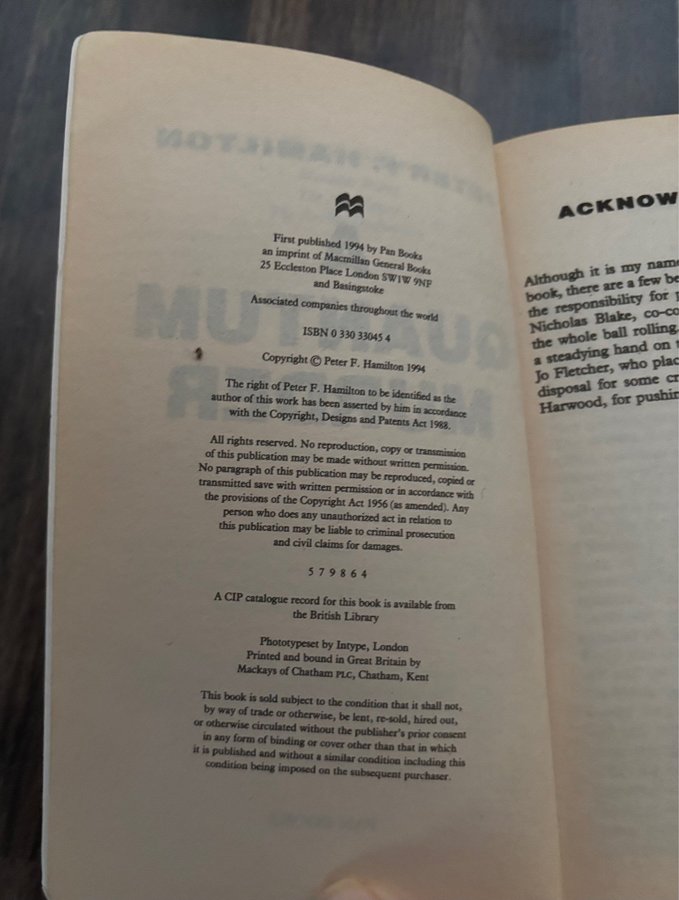 First published 1994 by Pan Books
an imprint of Macmillan General Books
25 Eccleston Place London SW1W 9NF
and Basingstoke
Associated companies throughout the world
ISBN 0 330 33045 4
Copyright © Peter F. Hamilton 1994
The right of Peter F. Hamilton to be identified as the
author of this work has been asserted by him in accordance
with the Copyright, Designs and Patents Act 1988.
All rights reserved. No reproduction, copy or transmission
of this publication may be made without written permission.
No paragraph of this publication may be reproduced, copied or
transmitted save with written permission or in accordance with
the provisions of the Copyright Act 1956 (as amended). Any
person who does any unauthorized act in relation to
this publication may be liable to criminal prosecution
and civil claims for damages.
5 7 9 8 6 4
A CIP catalogue record for this book is available from
the British Library
Phototypeset by Intype, London
Printed and bound in Great Britain by
Mackays of Chatham PLC, Chatham, Kent
This book is sold subject to the condition that it shall not,
by way of trade or otherwise, be lent, re-sold, hired out,
or otherwise circulated without the publisher's prior consent
in any form of binding or cover other than that in which
it is published and without a similar condition including this
condition being imposed on the subsequent purchaser.
ACKNOW
Although it is my name
book, there are a few be
the responsibility for p
Nicholas Blake, co-co
the whole ball rolling.
a steadying hand on t
Jo Fletcher, who plac
disposal for some cr
Harwood, for pushin